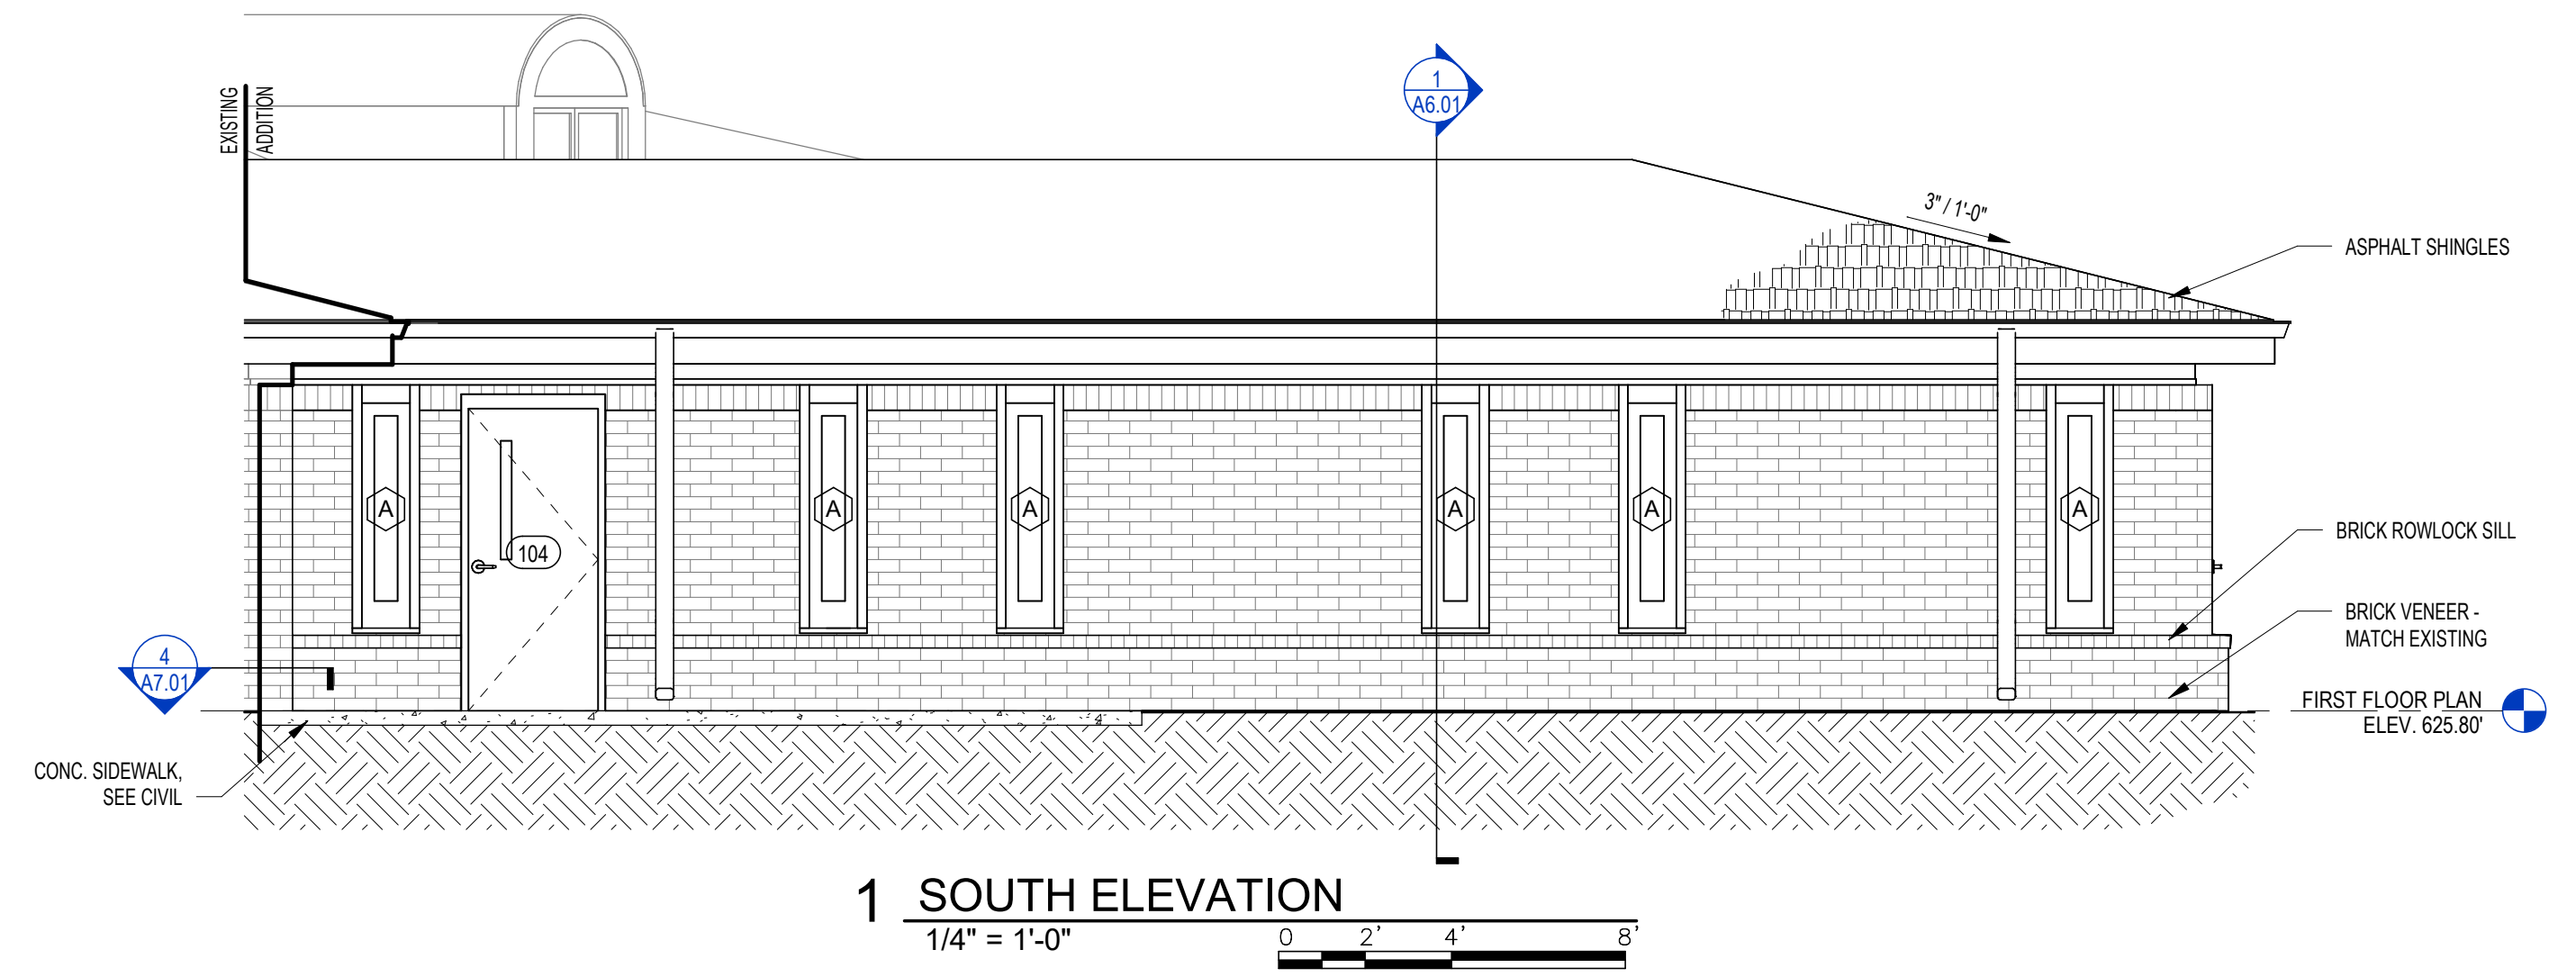 EXISTING
ADDITION
1
A6.01
3" / 1'-0"
ASPHALT SHINGLES
A
A
A
A
A
A
104
BRICK ROWLOCK SILL
BRICK VENEER -
MATCH EXISTING
4
A7.01
FIRST FLOOR PLAN
ELEV. 625.80'
CONC. SIDEWALK,
SEE CIVIL
1 SOUTH ELEVATION
1/4" = 1'-0"
0 2' 4' 8'